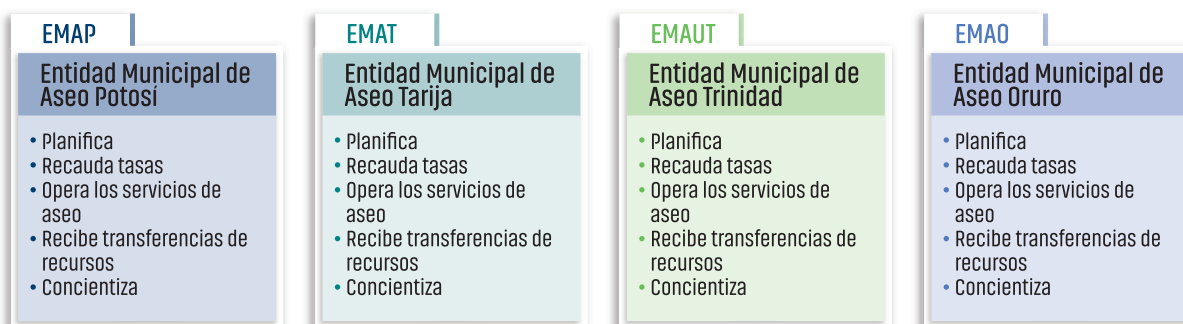 EMAP
Entidad Municipal de
Aseo Potosí
• Planifica
• Recauda tasas
• Opera los servicios de
aseo
• Recibe transferencias de
recursos
• Concientiza
EMAT
Entidad Municipal de
Aseo Tarija
• Planifica
• Recauda tasas
• Opera los servicios de
aseo
• Recibe transferencias de
recursos
• Concientiza
EMAUT
Entidad Municipal de
Aseo Trinidad
• Planifica
• Recauda tasas
• Opera los servicios de
aseo
• Recibe transferencias de
recursos
• Concientiza
EMAO
Entidad Municipal de
Aseo Oruro
• Planifica
• Recauda tasas
• Opera los servicios de
aseo
• Recibe transferencias de
recursos
• Concientiza